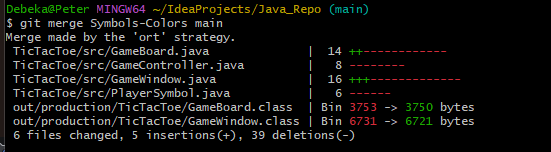 Debeka@Peter MINGW64 ~/IdeaProjects/Java_Repo (main)
$ git merge Symbols-Colors main
Merge made by the 'ort' strategy.
 TicTacToe/src/GameBoard.java              |  14 ++------------
 TicTacToe/src/GameController.java         |   8 --------
 TicTacToe/src/GameWindow.java             |  16 +++-------------
 TicTacToe/src/PlayerSymbol.java           |   6 ------
 out/production/TicTacToe/GameBoard.class  | Bin 3753 -> 3750 bytes
 out/production/TicTacToe/GameWindow.class | Bin 6731 -> 6721 bytes
 6 files changed, 5 insertions(+), 39 deletions(-)